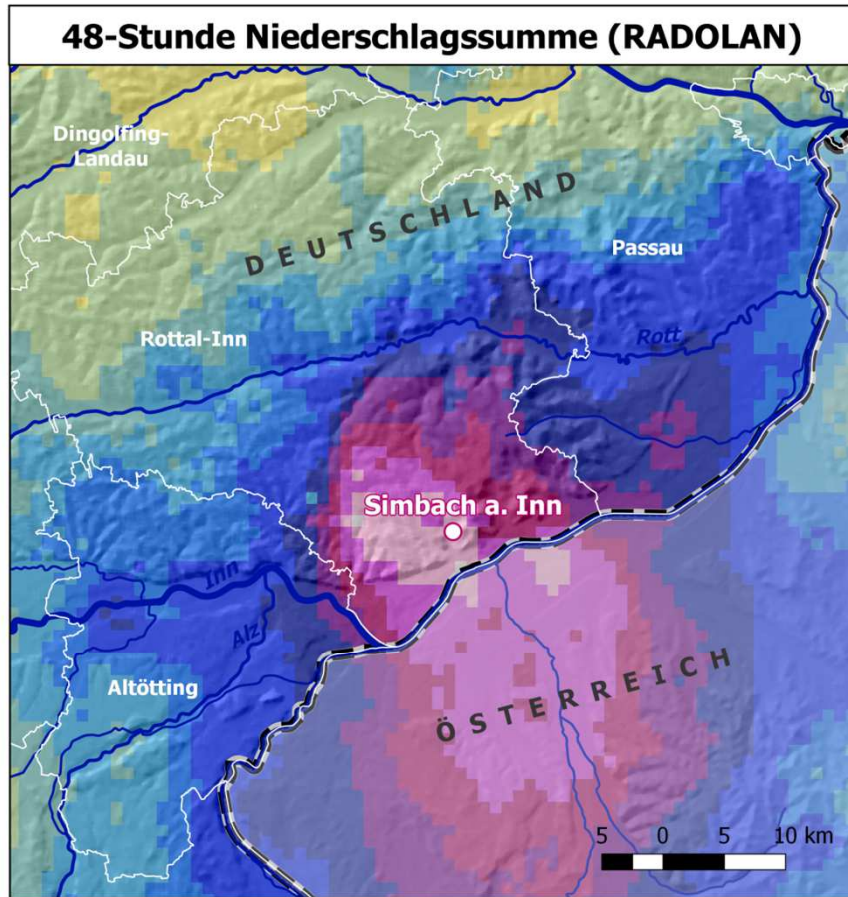 48-Stunde Niederschlagssumme (RADOLAN)
Dingolfing-
Landau
DEUTSCHLAND
Passau
Rottal-Inn
Rott
Simbach a. Inn
Inn
Alz
Altötting
ÖSTERREICH
5 0 5 10 km